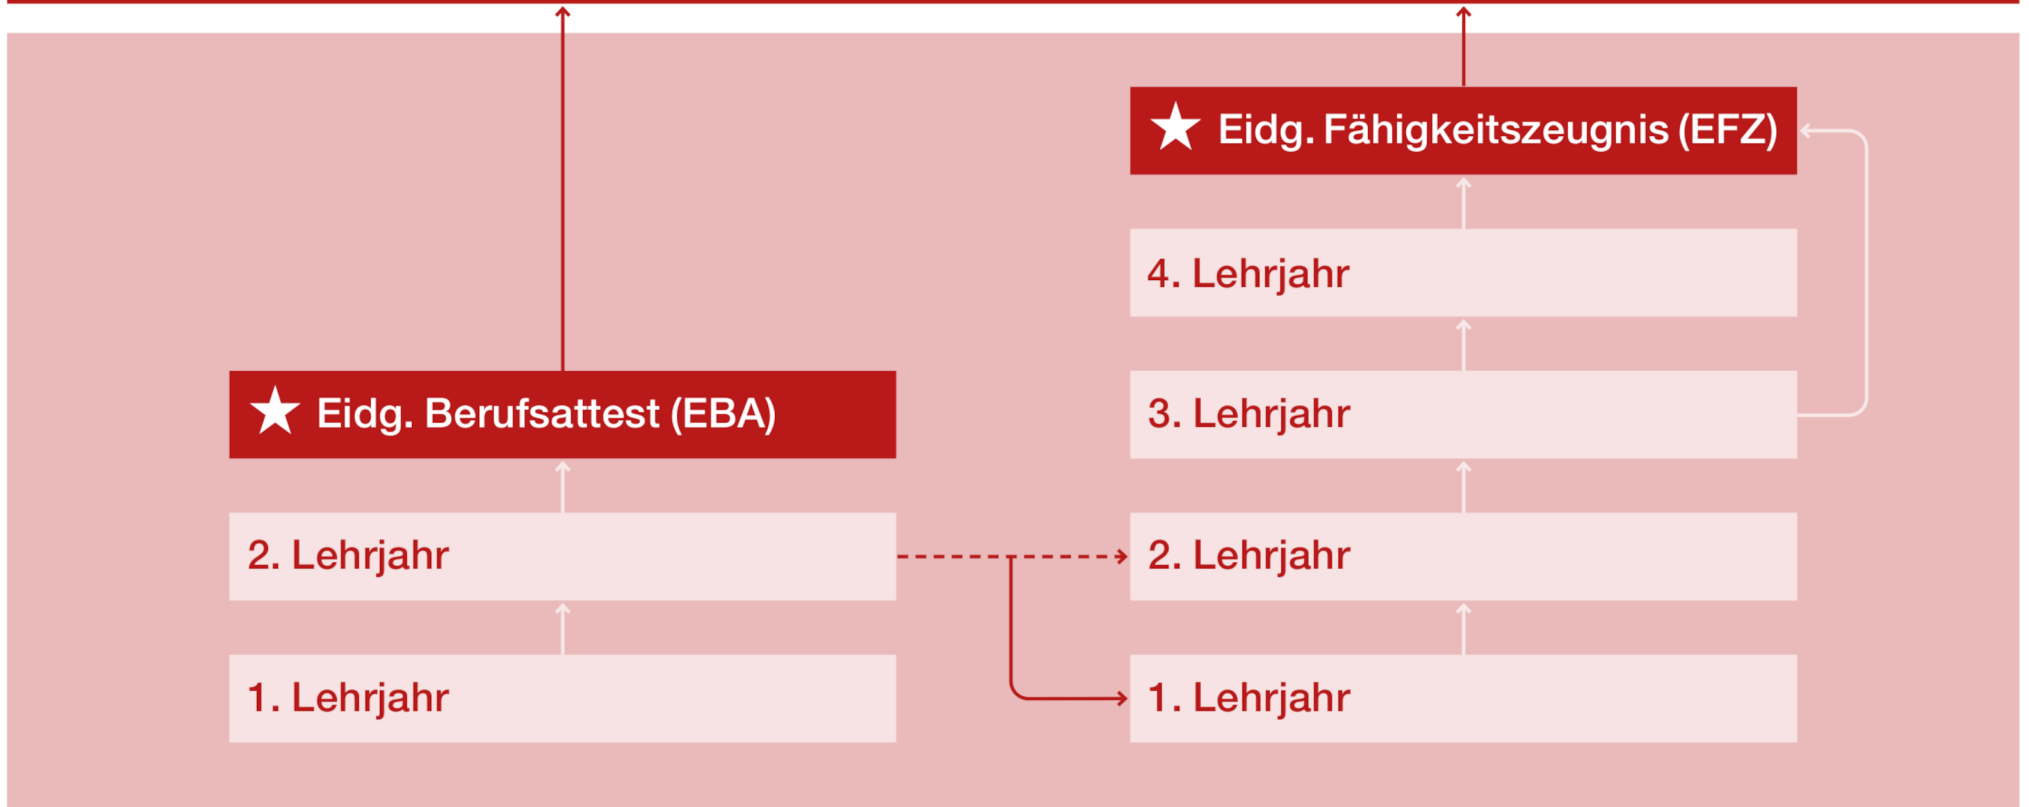 ★ Eidg. Fähigkeitszeugnis (EFZ)
4. Lehrjahr
★ Eidg. Berufsattest (EBA)
3. Lehrjahr
2. Lehrjahr
2. Lehrjahr
1. Lehrjahr
1. Lehrjahr